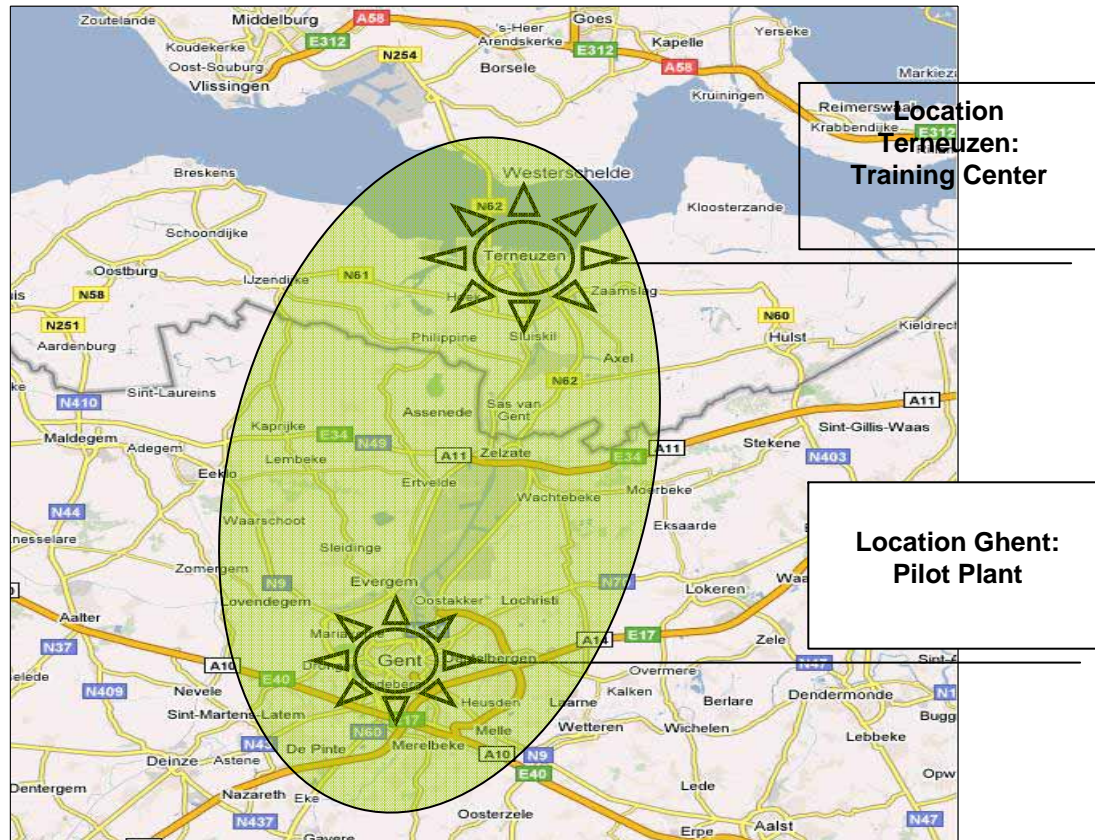 Zoutelande
Middelburg
A58
's-Heer
Arendskerke
Goes
Yerseke
E312
Koudekerke
N254
E312
Kapelle
Oost-Souburg
Borsele
A58
Vlissingen
Kruiningen
Reimerswaal
Krabbendijke
E312
Location
Terneuzen:
Training Center
Breskens
Westerschelde
N62
Kloosterzande
Schoondijke
Terneuzen
Oostburg
IJzendijke
N61
Zaamslag
N58
N60
N251
Philippine
Sluiskil
Hulst
Aardenburg
Axel
N62
Sint-Laureins
N410
Assenede
Sas van
Gent
A11
Kaprijke
E34
N49
Sint-Gillis-Waas
Maldegem
Adegem
Lembeke
A11
Zelzate
E34
A11
Stekene
N403
Eeklo
Ertvelde
Wachtebeke
Moerbeke
N44
Waarschoot
Eksaarde
Sleidinge
Location Ghent:
Pilot Plant
Zomergem
N9
Evergem
Lovendegem
Oostakker
Lochristi
Lokeren
Aalter
N37
A14
E17
Zele
A10
Gent
N47
E40
Overmere
N409
Nevele
Kalken
Berlare
Dendermonde
Sint-Martens-Latem
Heusden
Laarne
N60
Melle
Wetteren
Wichelen
Lebbeke
De Pinte
Merelbeke
A10
N9
Deinze
Astene
E40
Nazareth
Eke
Lede
N437
Oosterzele
Aalst
N47
Erpe
Gavere